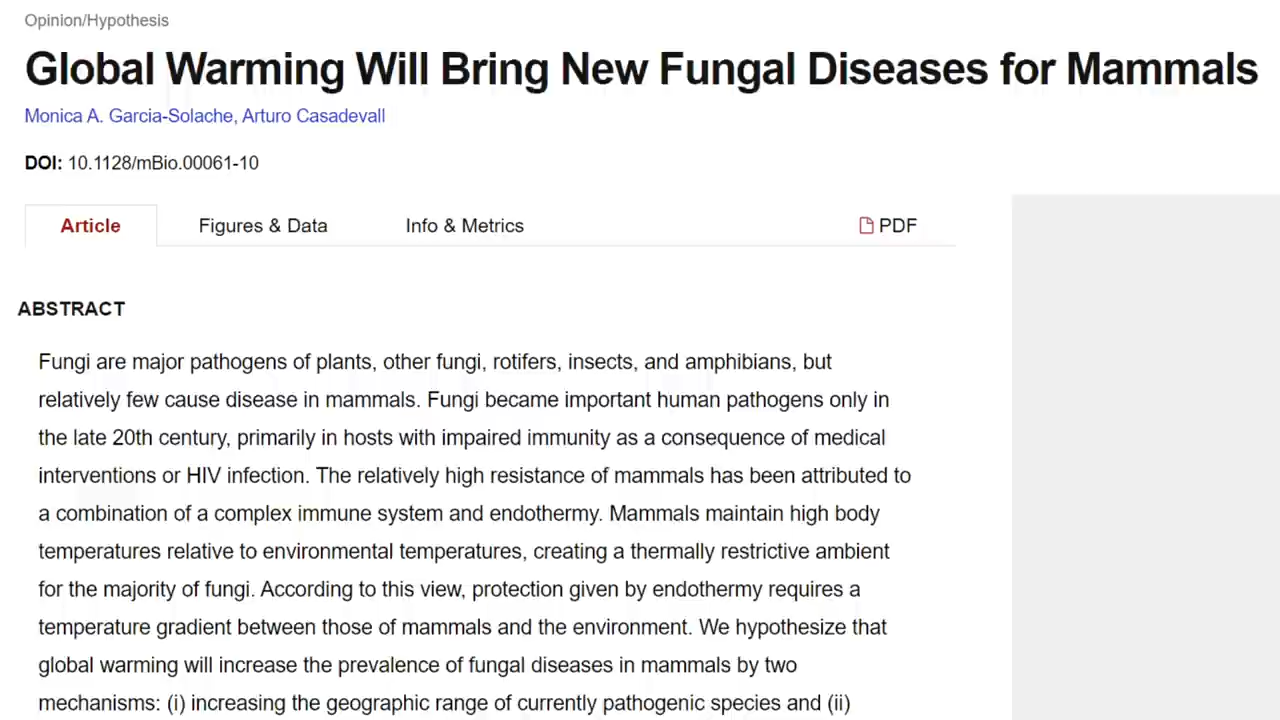 Opinion/Hypothesis
Global Warming Will Bring New Fungal Diseases for Mammals
Monica A. Garcia-Solache, Arturo Casadevall
DOI: 10.1128/mBio.00061-10
Article
Figures & Data
Info & Metrics
PDF
ABSTRACT
Fungi are major pathogens of plants, other fungi, rotifers, insects, and amphibians, but
relatively few cause disease in mammals. Fungi became important human pathogens only in
the late 20th century, primarily in hosts with impaired immunity as a consequence of medical
interventions or HIV infection. The relatively high resistance of mammals has been attributed to
a combination of a complex immune system and endothermy. Mammals maintain high body
temperatures relative to environmental temperatures, creating a thermally restrictive ambient
for the majority of fungi. According to this view, protection given by endothermy requires a
temperature gradient between those of mammals and the environment. We hypothesize that
global warming will increase the prevalence of fungal diseases in mammals by two
mechanisms: (i) increasing the geographic range of currently pathogenic species and (ii)